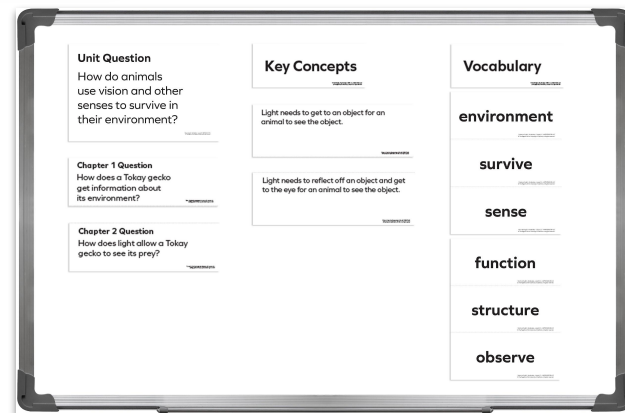 Unit Question
How do animals
use vision and other
senses to survive in
their environment?
Chapter 1 Question
How does a Tokay gecko
get information about
its environment?
Chapter 2 Question
How does light allow a Tokay
gecko to see its prey?
Key Concepts
Light needs to get to an object for an
animal to see the object.
Light needs to reflect off an object and get
to the eye for an animal to see the object.
Vocabulary
environment
survive
sense
function
structure
observe